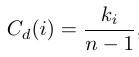 C_d(i) = \frac{k_i}{n-1}.